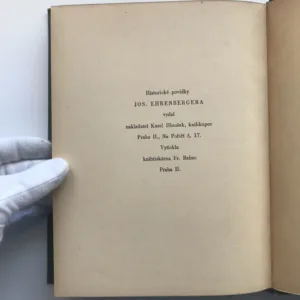 Historické povídky
JOS. EHRENBERGERA
vydal
nakladatel Karel Hloušek, knihkupec
Praha II., Na Poříčí č. 17.
Vytiskla
knihtiskárna Fr.
Praha II.